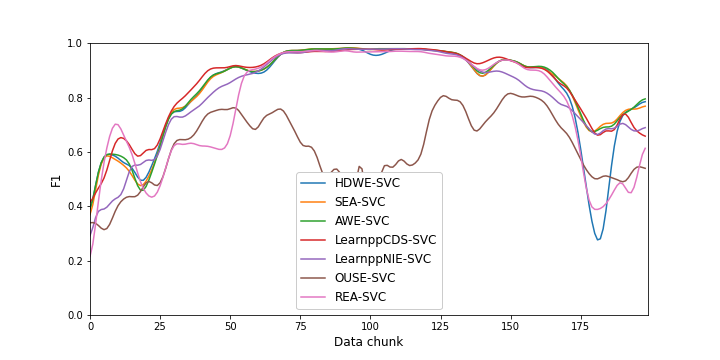 1.0
0.8
0.6
0.4
0.2
0.0
F1
0
25
50
75
100
125
150
175
Data chunk
HDWE-SVC
SEA-SVC
AWE-SVC
LearnppCDS-SVC
LearnppNIE-SVC
OUSE-SVC
REA-SVC